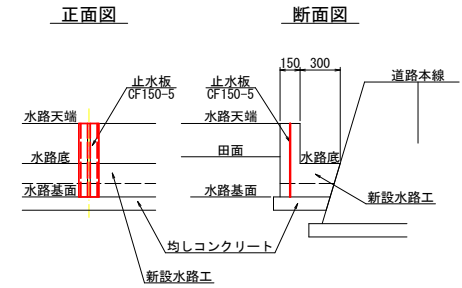 正面図
断面図
止水板
CF150-5
水路天端
水路底
水路基面
均しコンクリート
新設水路工
150 300
止水板
CF150-5
道路本線
水路天端
田面
水路底
水路基面
新設水路工